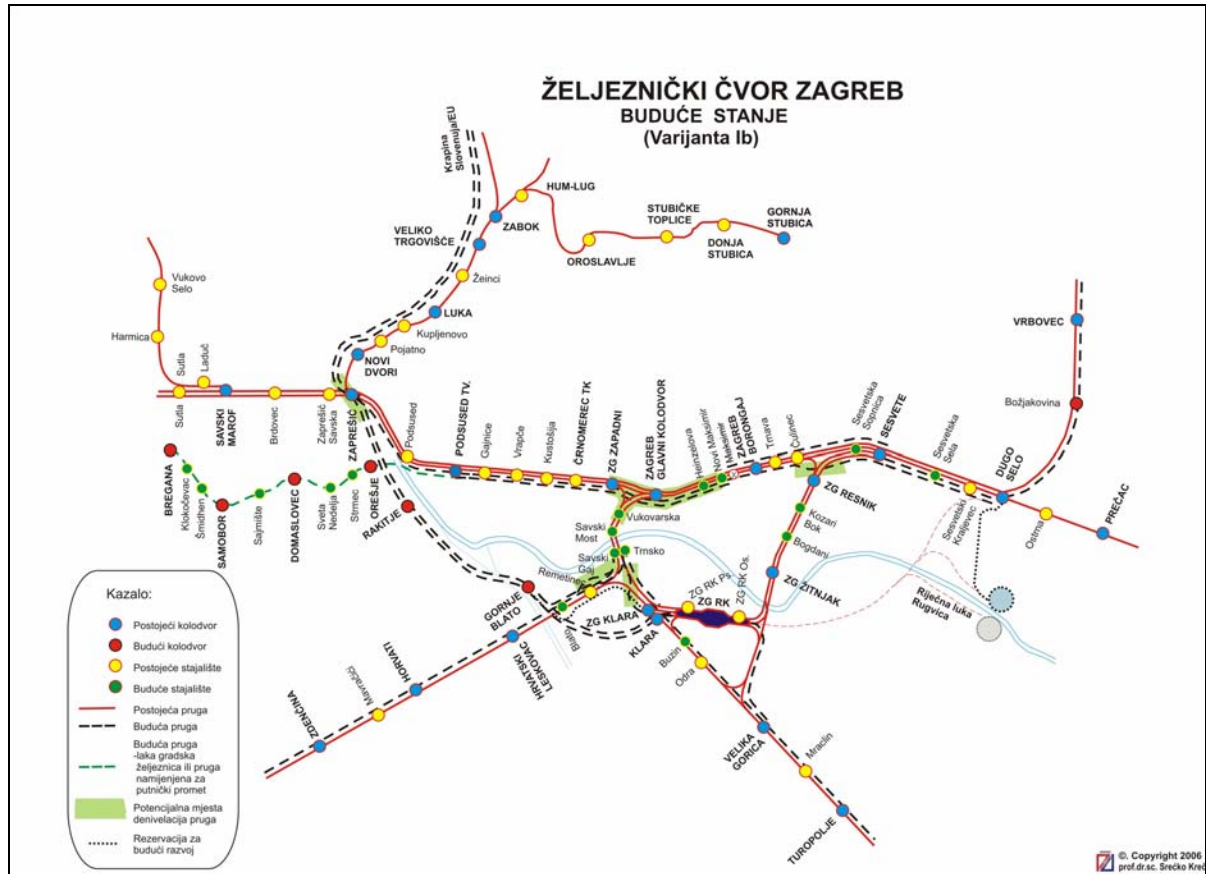 ŽELJEZNIČKI ČVOR ZAGREB
BUDUĆE STANJE
(Varijanta Ib)
Krapina
Slovenuja/EU
HUM-LUG
ZABOK
VELIKO
TRGOVIŠĆE
OROSLAVLJE
STUBIČKE
TOPLICE
DONJA
STUBICA
GORNJA
STUBICA
Žeinci
LUKA
Kupljenovo
Pojatno
NOVI
DVORI
Vukovo
Selo
Harmica
Sutla
Laduč
Sutla
SAVSKI
MAROF
Brdovec
Zaprešić
Savska
ZAPREŠIĆ
Podsused
PODSUSED TV.
Gajnice
Vrapče
Kustošija
ČRNOMEREC TK
ZG ZAPADNI
ZAGREB
GLAVNI KOLODVOR
Heinzelova
Novi Maksimir
Maksimir
ZAGREB
BORONGAJ
Trnava
Čulinec
Sesvetska
Sopnica
SESVETE
Sesvetska
Sela
Sesvetski
Kraljevec
DUGO
SELO
Ostrna
PREČAC
VRBOVEC
Božjakovina
BREGANA
Klokočevac
Šmidhen
SAMOBOR
Sajmište
DOMASLOVEC
Sveta
Nedelja
Strmec
OREŠJE
RAKITJE
Vukovarska
Savski
Most
Savski
Gaj
Trnsko
Remetinec
GORNJE
BLATO
Blato
ZG KLARA
KLARA
ZG RK Ps
ZG RK
ZG RK Os.
ZG RESNIK
Kozari
Bok
Bogdani
ZG ŽITNJAK
Riječna luka
Rugvica
HRVATSKI
LESKOVAC
HORVATI
Mavračići
ZDENČINA
Buzin
Odra
VELIKA
GORICA
Mraclin
TUROPOLJE
Kazalo:
Postojeći kolodvor
Budući kolodvor
Postojeće stajalište
Buduće stajalište
Postojeća pruga
Buduća pruga
Buduća pruga
-laka gradska
željeznica ili pruga
namijenjena za
putnički promet
Potencijalna mjesta
denivelacija pruga
Rezervacija za
budući razvoj
©. Copyright 2006
prof.dr.sc. Srećko Kreč